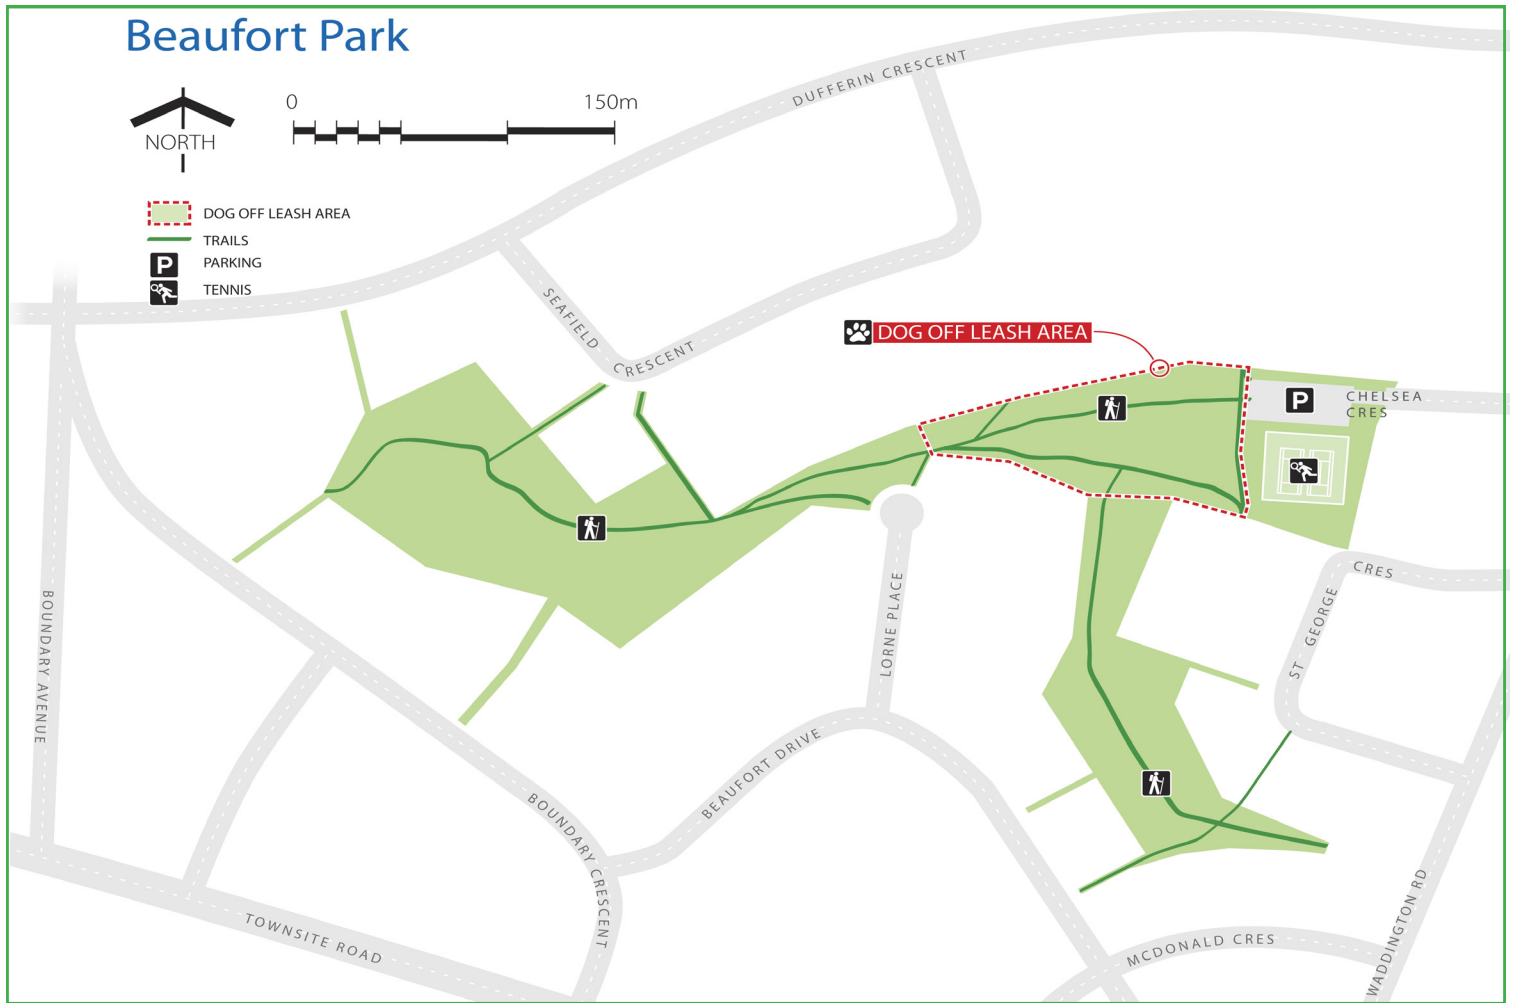 Beaufort Park
0 150m
NORTH
DOG OFF LEASH AREA
TRAILS
P PARKING
TENNIS
DUFFERIN CRESCENT
SEAFIELD
CRESCENT
DOG OFF LEASH AREA
P
CHELSEA
CRES
BOUNDARY AVENUE
LORNE PLACE
ST GEORGE
CRES
BEAUFORT DRIVE
BOUNDARY CRESCENT
TOWNSITE ROAD
MCDONALD CRES
WADDINGTON RD